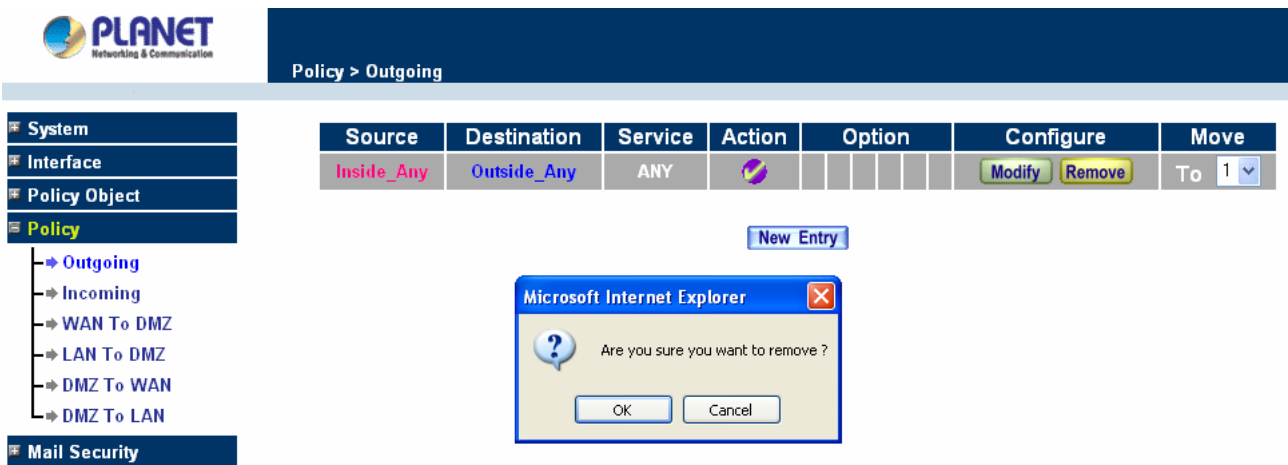 PLANET
Networking & Communication
Policy > Outgoing
System
Interface
Policy Object
Policy
Outgoing
Incoming
WAN To DMZ
LAN To DMZ
DMZ To WAN
DMZ To LAN
Mail Security
Source Destination Service Action Option Configure Move
Inside_Any Outside_Any ANY Modify Remove To 1
New Entry
Microsoft Internet Explorer
Are you sure you want to remove ?
OK Cancel